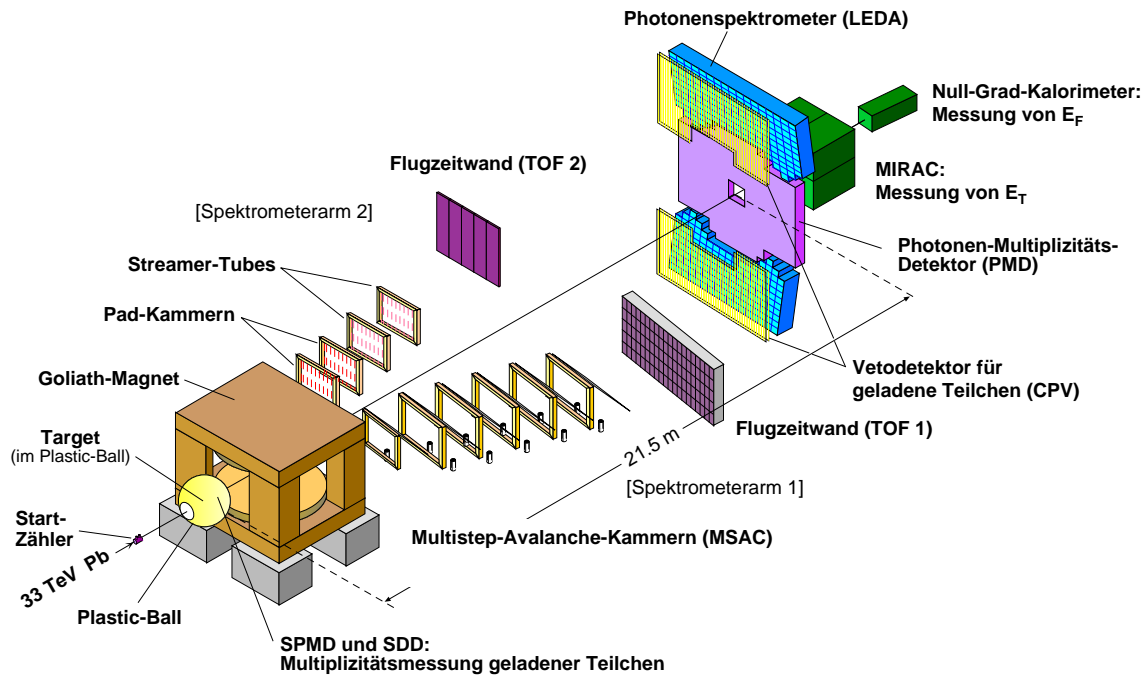 Photonenspektrometer (LEDA)
Null-Grad-Kalorimeter:
Messung von E_F
Flugzeitwand (TOF 2)
MIRAC:
Messung von E_T
[Spektrometerarm 2]
Photonen-Multiplizitäts-
Detektor (PMD)
Streamer-Tubes
Pad-Kammern
Goliath-Magnet
Vetodetektor für
geladene Teilchen (CPV)
Target
(im Plastic-Ball)
Flugzeitwand (TOF 1)
21.5 m
[Spektrometerarm 1]
Start-
Zähler
Multistep-Avalanche-Kammern (MSAC)
33 TeV Pb
Plastic-Ball
SPMD und SDD:
Multiplizitätsmessung geladener Teilchen